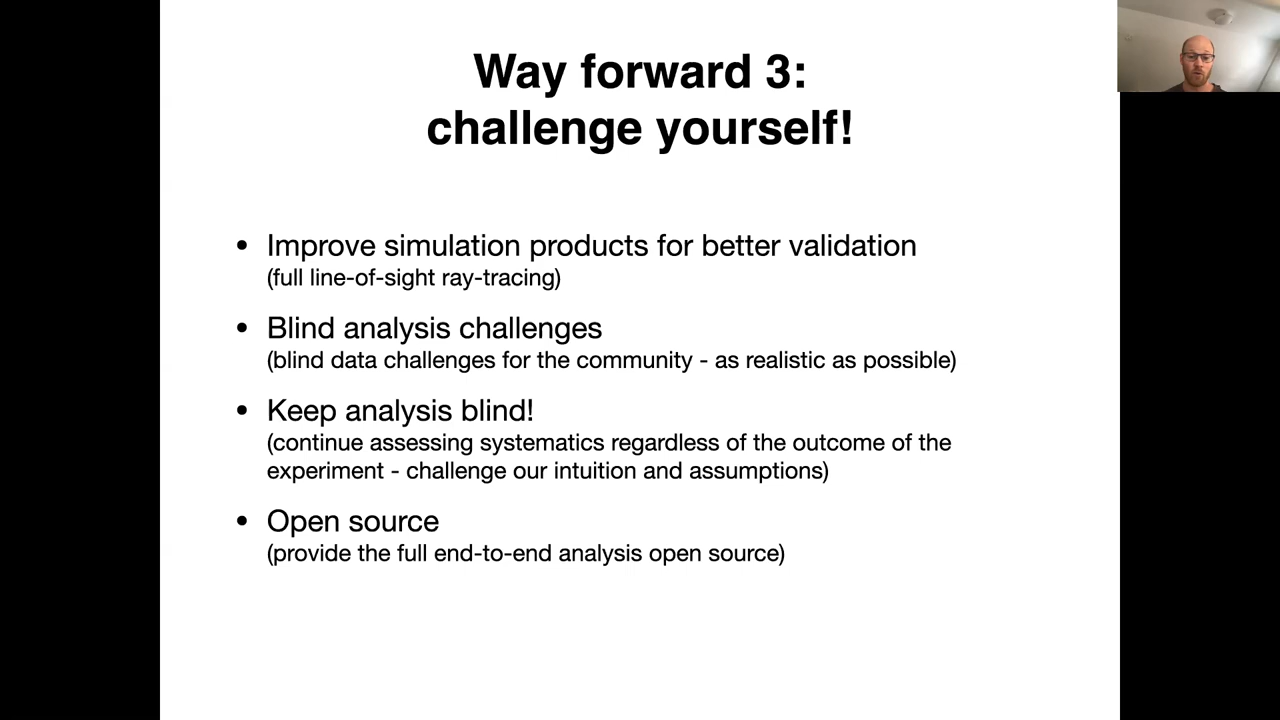 Way forward 3:
challenge yourself!
• Improve simulation products for better validation
(full line-of-sight ray-tracing)
• Blind analysis challenges
(blind data challenges for the community - as realistic as possible)
• Keep analysis blind!
(continue assessing systematics regardless of the outcome of the
experiment - challenge our intuition and assumptions)
• Open source
(provide the full end-to-end analysis open source)